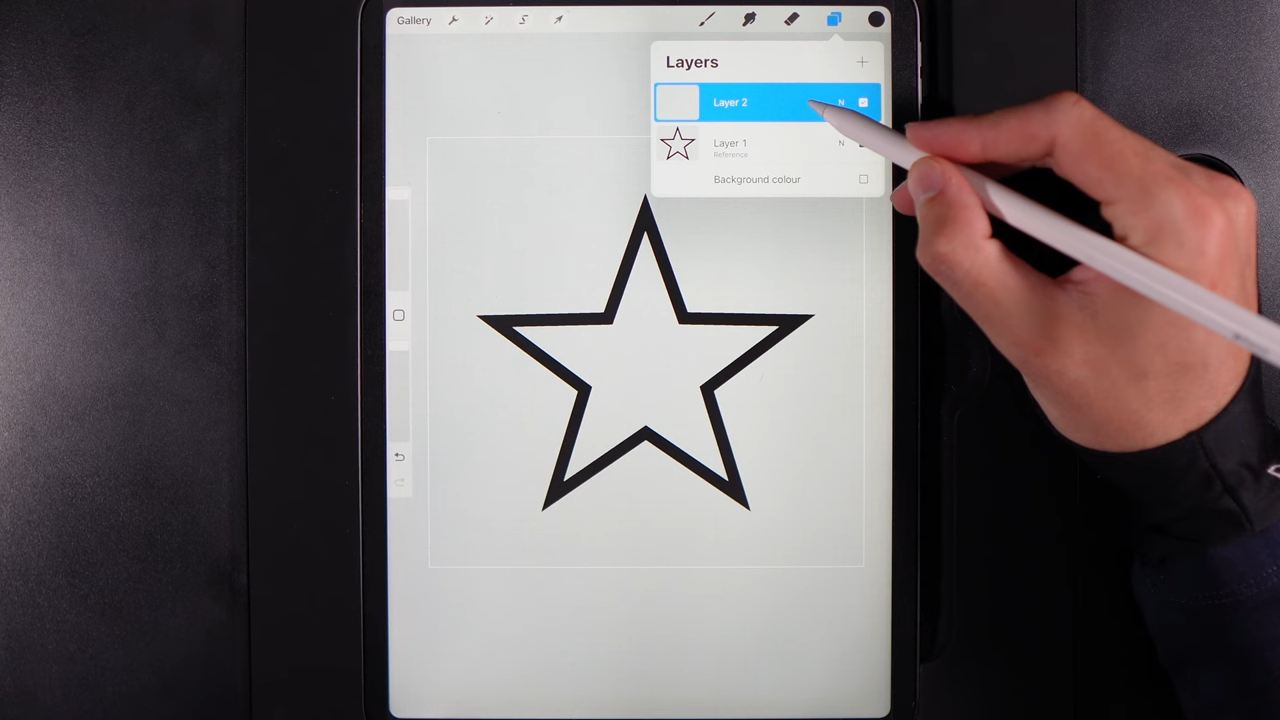 Gallery
Layers
Layer 2
N
Layer 1
N
Reference
Background colour